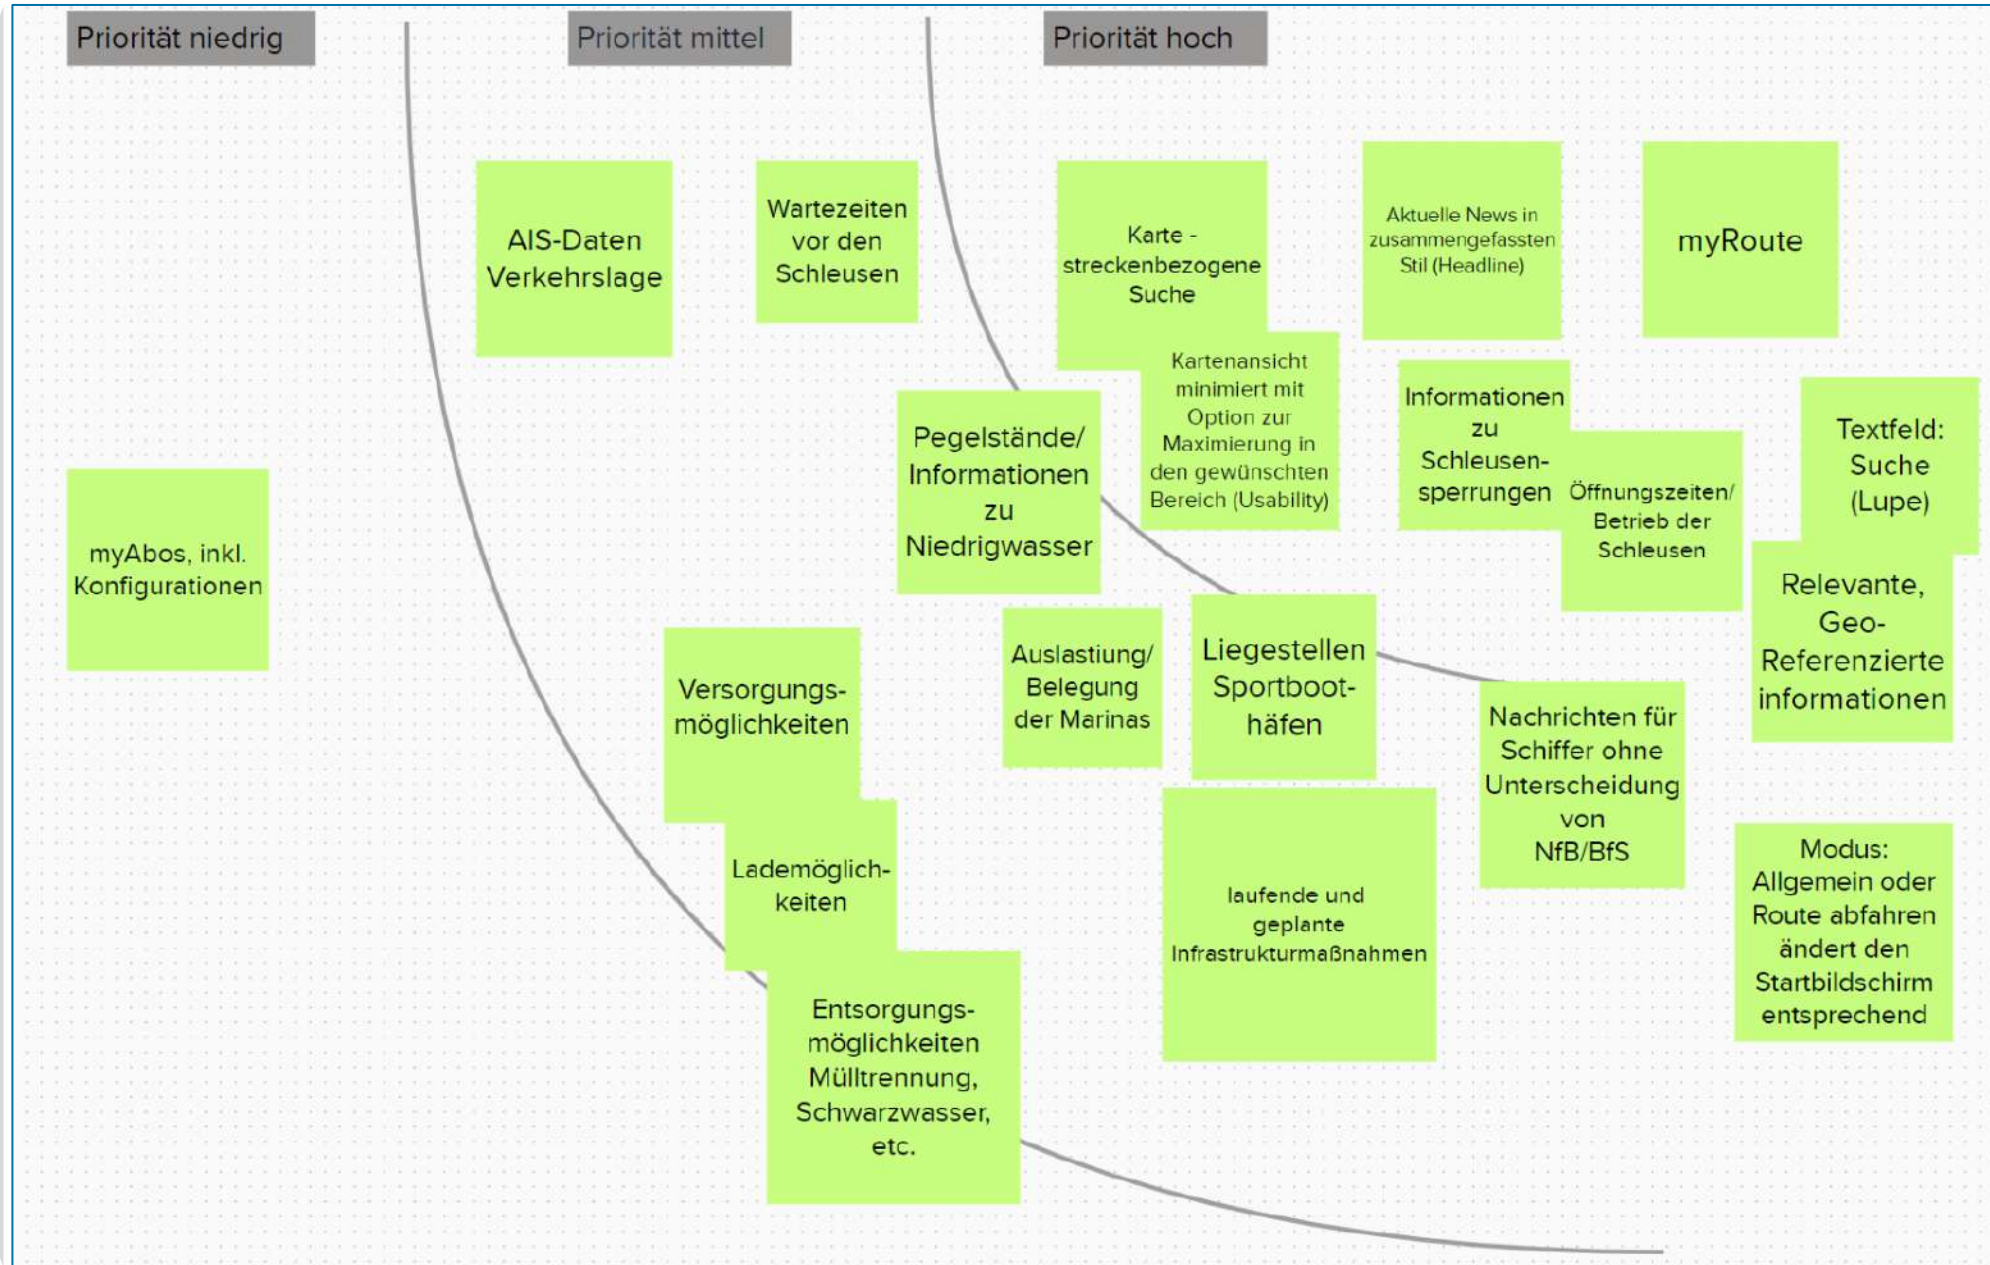 Priorität niedrig
Priorität mittel
Priorität hoch
AIS-Daten
Verkehrslage
Wartezeiten
vor den
Schleusen
Karte -
streckenbezogene
Suche
Aktuelle News in
zusammengefassten
Stil (Headline)
myRoute
Kartenansicht
minimiert mit
Option zur
Maximierung in
den gewünschten
Bereich (Usability)
Informationen
zu
Schleusen-
sperrungen
Textfeld:
Suche
(Lupe)
Pegelstände/
Informationen
zu
Niedrigwasser
Öffnungszeiten/
Betrieb der
Schleusen
myAbos, inkl.
Konfigurationen
Relevante,
Geo-
Referenzierte
informationen
Versorgungs-
möglichkeiten
Auslastiung/
Belegung
der Marinas
Liegestellen
Sportboot-
häfen
Nachrichten für
Schiffer ohne
Unterscheidung
von
NfB/BfS
Lademöglich-
keiten
laufende und
geplante
Infrastrukturmaßnahmen
Modus:
Allgemein oder
Route abfahren
ändert den
Startbildschirm
entsprechend
Entsorgungs-
möglichkeiten
Mülltrennung,
Schwarzwasser,
etc.